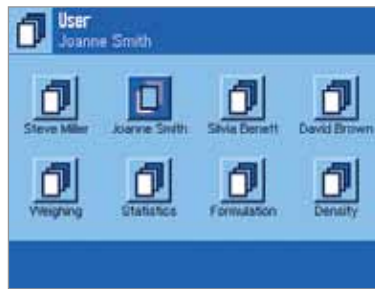 User
Joanne Smith
Steve Miller
Joanne Smith
Silvia Benett
David Brown
Weighing
Statistics
Formulation
Density